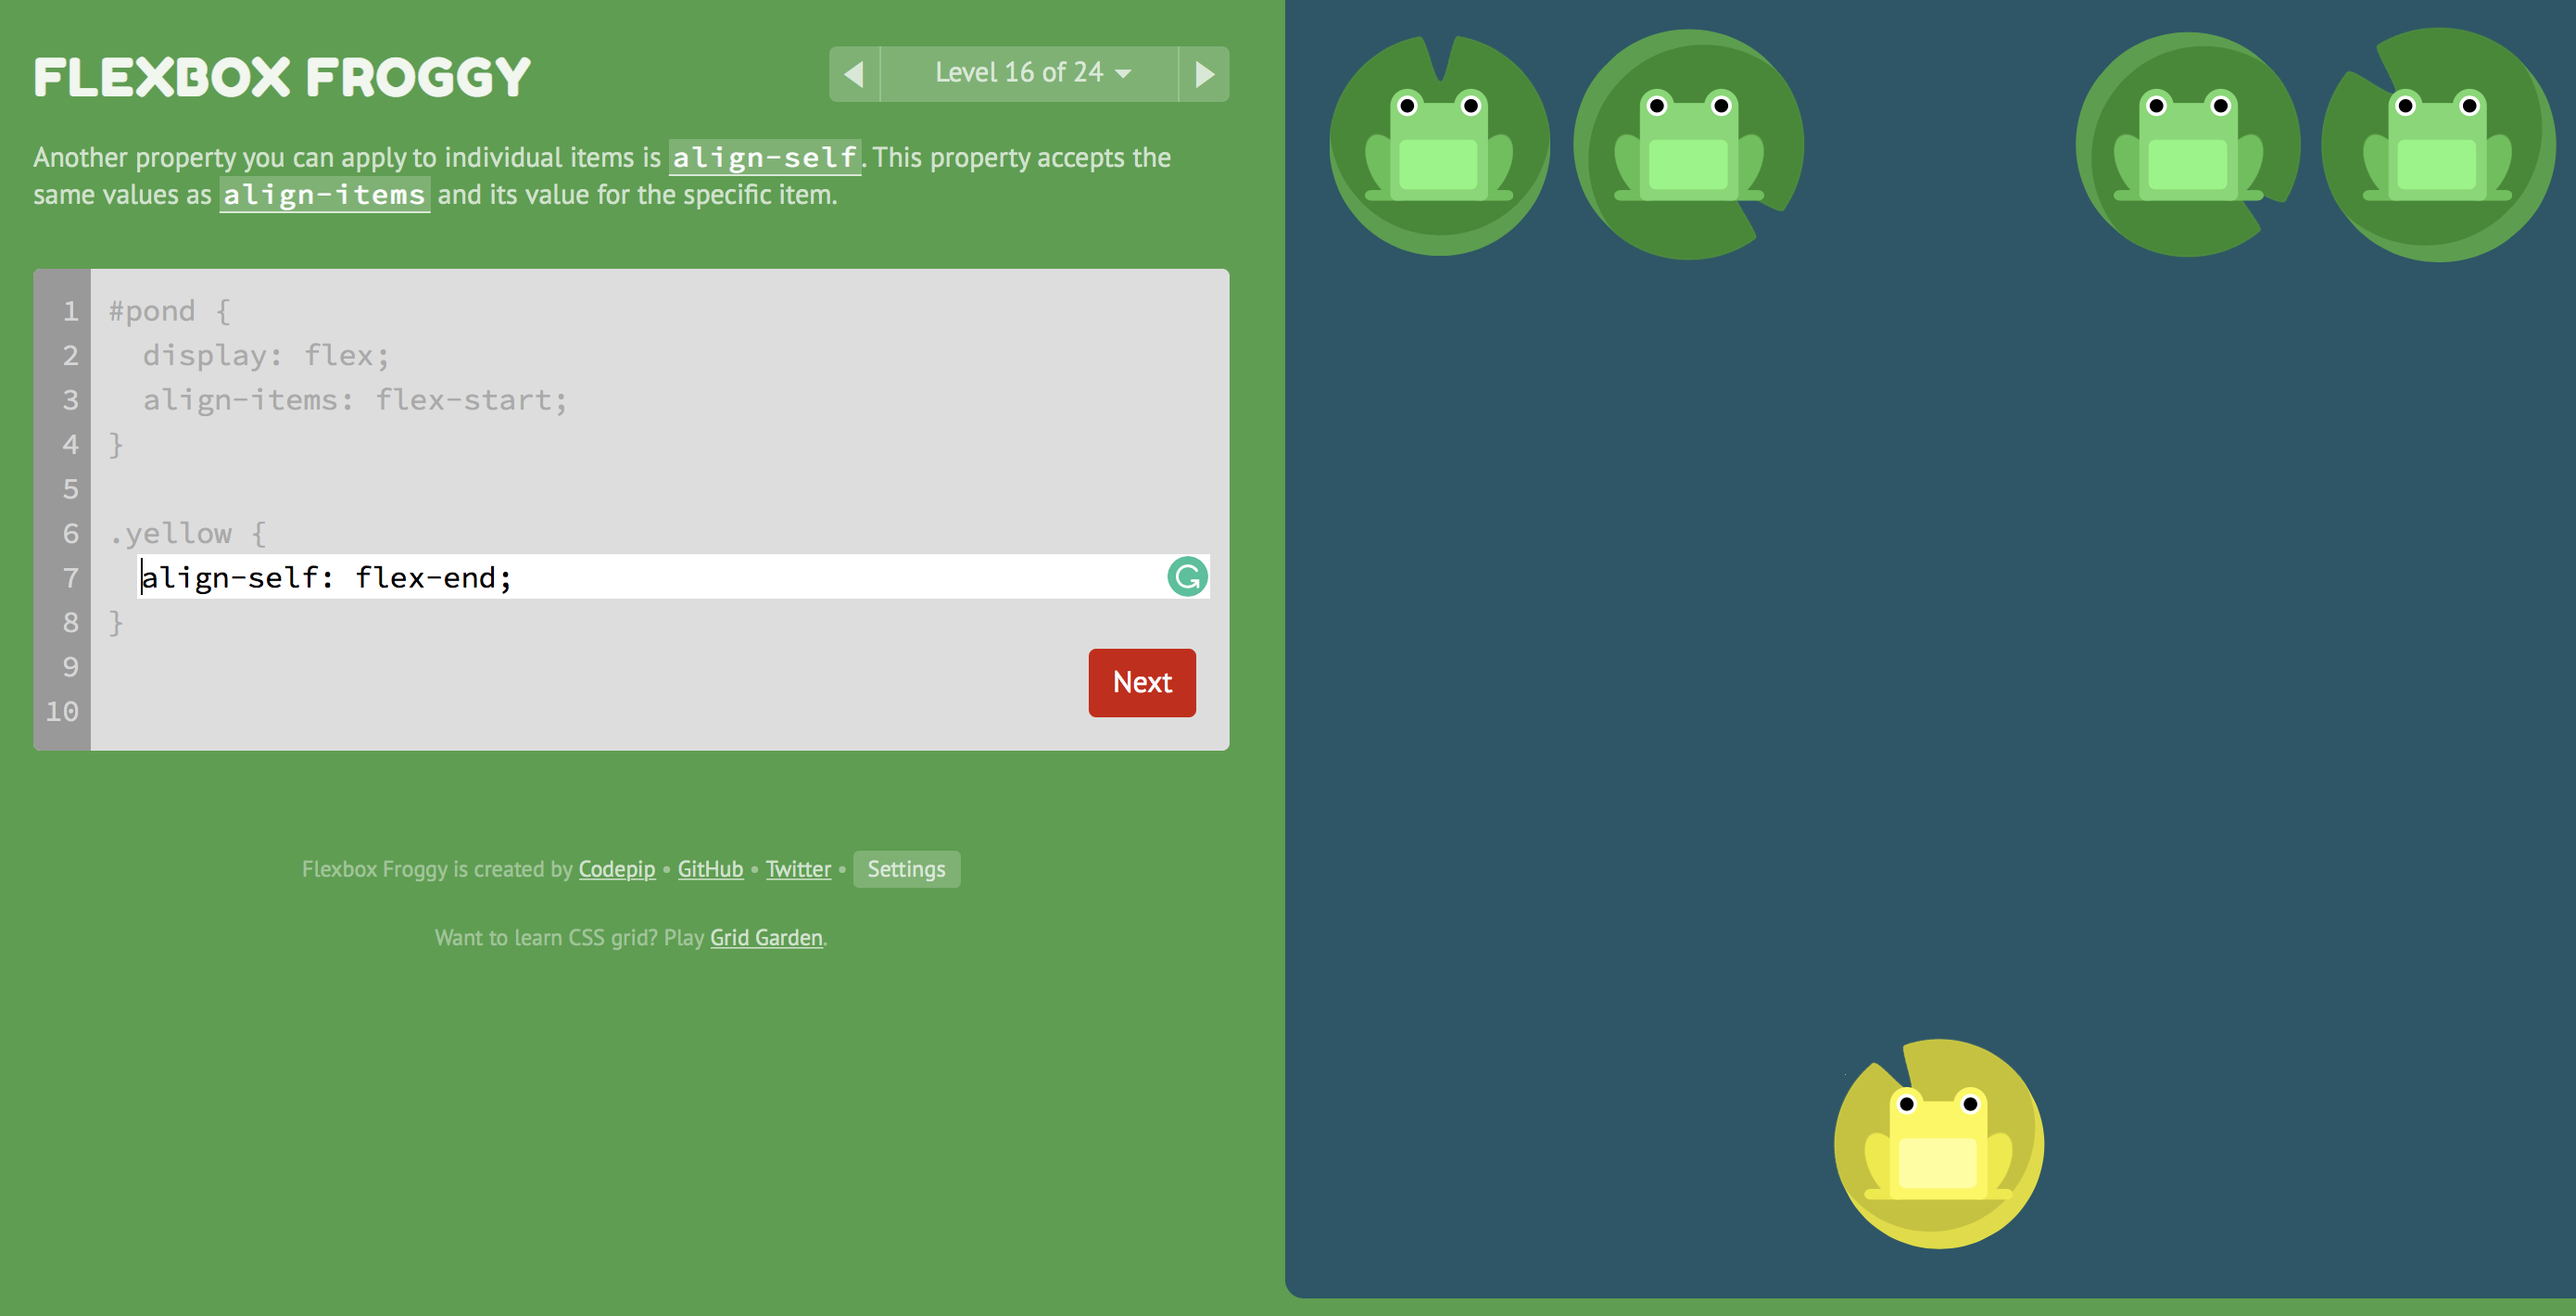 FLEXBOX FROGGY
Level 16 of 24
Another property you can apply to individual items is align-self. This property accepts the
same values as align-items and its value for the specific item.
1 #pond {
2 display: flex;
3 align-items: flex-start;
4 }
5
6 .yellow {
7 align-self: flex-end;
8 }
9
10
Next
Flexbox Froggy is created by Codepip • GitHub • Twitter • Settings
Want to learn CSS grid? Play Grid Garden.